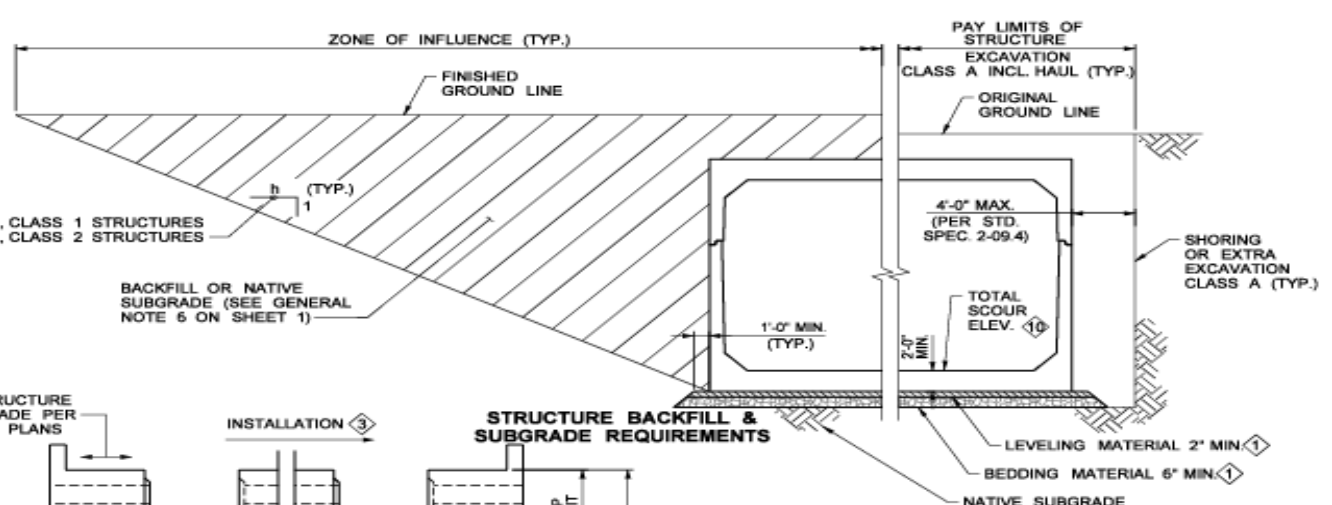 ZONE OF INFLUENCE (TYP.)
PAY LIMITS OF
STRUCTURE
EXCAVATION
CLASS A INCL. HAUL (TYP.)
FINISHED
GROUND LINE
ORIGINAL
GROUND LINE
h (TYP.)
1
, CLASS 1 STRUCTURES
, CLASS 2 STRUCTURES
4'-0" MAX.
(PER STD.
SPEC. 2-09.4)
SHORING
OR EXTRA
EXCAVATION
CLASS A (TYP.)
BACKFILL OR NATIVE
SUBGRADE (SEE GENERAL
NOTE 6 ON SHEET 1)
TOTAL
SCOUR
ELEV. 10
1'-0" MIN.
(TYP.)
2'-0"
MIN.
STRUCTURE BACKFILL &
SUBGRADE REQUIREMENTS
RUCTURE
ADE PER
PLANS
INSTALLATION 3
LEVELING MATERIAL 2" MIN. 1
BEDDING MATERIAL 6" MIN. 1
NATIVE SUBGRADE